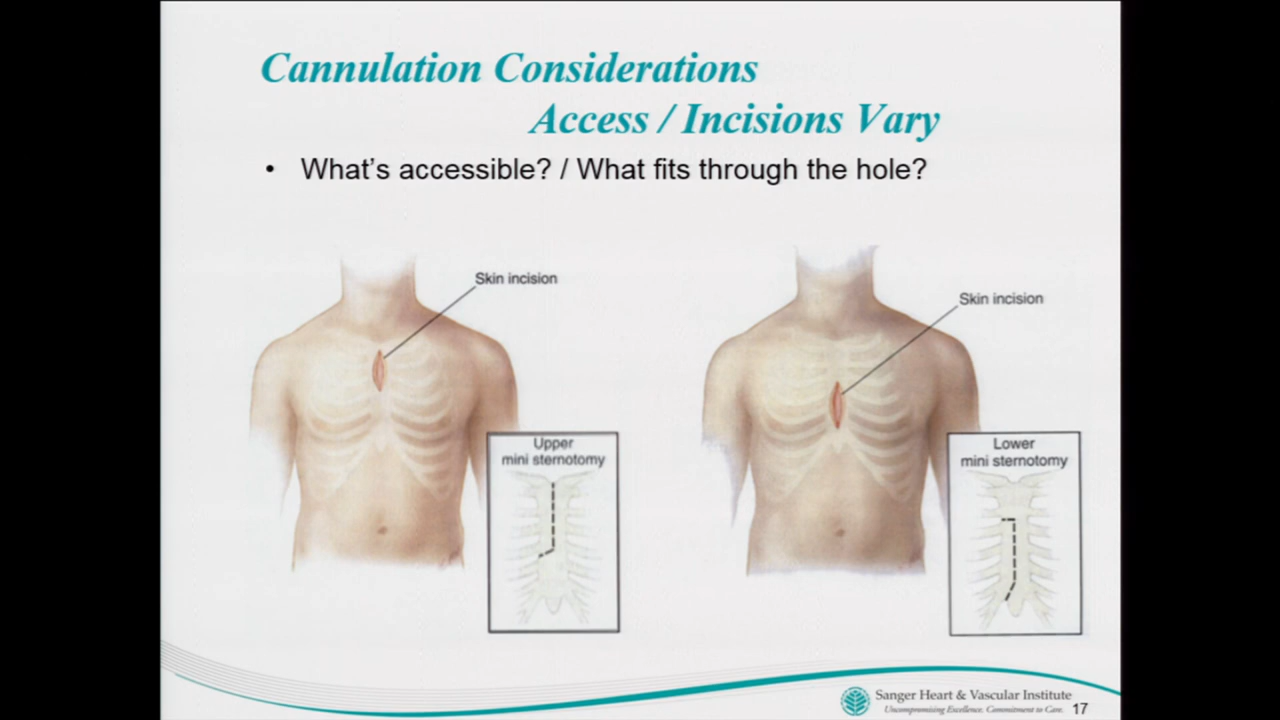 Cannulation Considerations
Access / Incisions Vary
• What's accessible? / What fits through the hole?
Skin incision
Skin incision
Upper
mini sternotomy
Lower
mini sternotomy
Sanger Heart & Vascular Institute
Uncompromising Excellence. Commitment to Care.
17